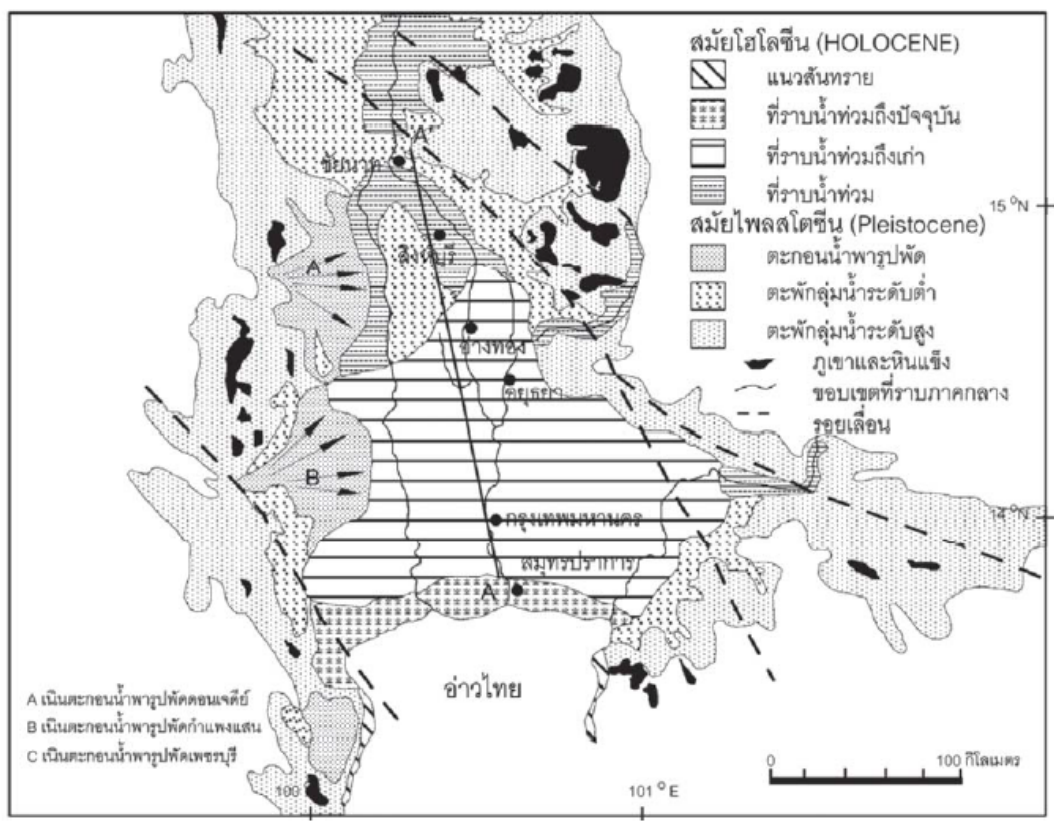 สมัยโฮโลซีน (HOLOCENE)
แนวสันทราย
ที่ราบน้ำท่วมถึงปัจจุบัน
ที่ราบน้ำท่วมถึงเก่า
ที่ราบน้ำท่วม
สมัยไพลสโตซีน (Pleistocene)
ตะกอนน้ำพารูปพัด
ตะพักลุ่มน้ำระดับต่ำ
ตะพักลุ่มน้ำระดับสูง
ภูเขาและหินแข็ง
ขอบเขตที่ราบภาคกลาง
รอยเลื่อน
15 °N
14 °N
A'
ชัยนาท
สิงห์บุรี
A
อ่างทอง
อยุธยา
B
กรุงเทพมหานคร
สมุทรปราการ
A
อ่าวไทย
A เนินตะกอนน้ำพารูปพัดดอนเจดีย์
B เนินตะกอนน้ำพารูปพัดกำแพงแสน
C เนินตะกอนน้ำพารูปพัดเพชรบุรี
0 100 กิโลเมตร
100 °
101 °E